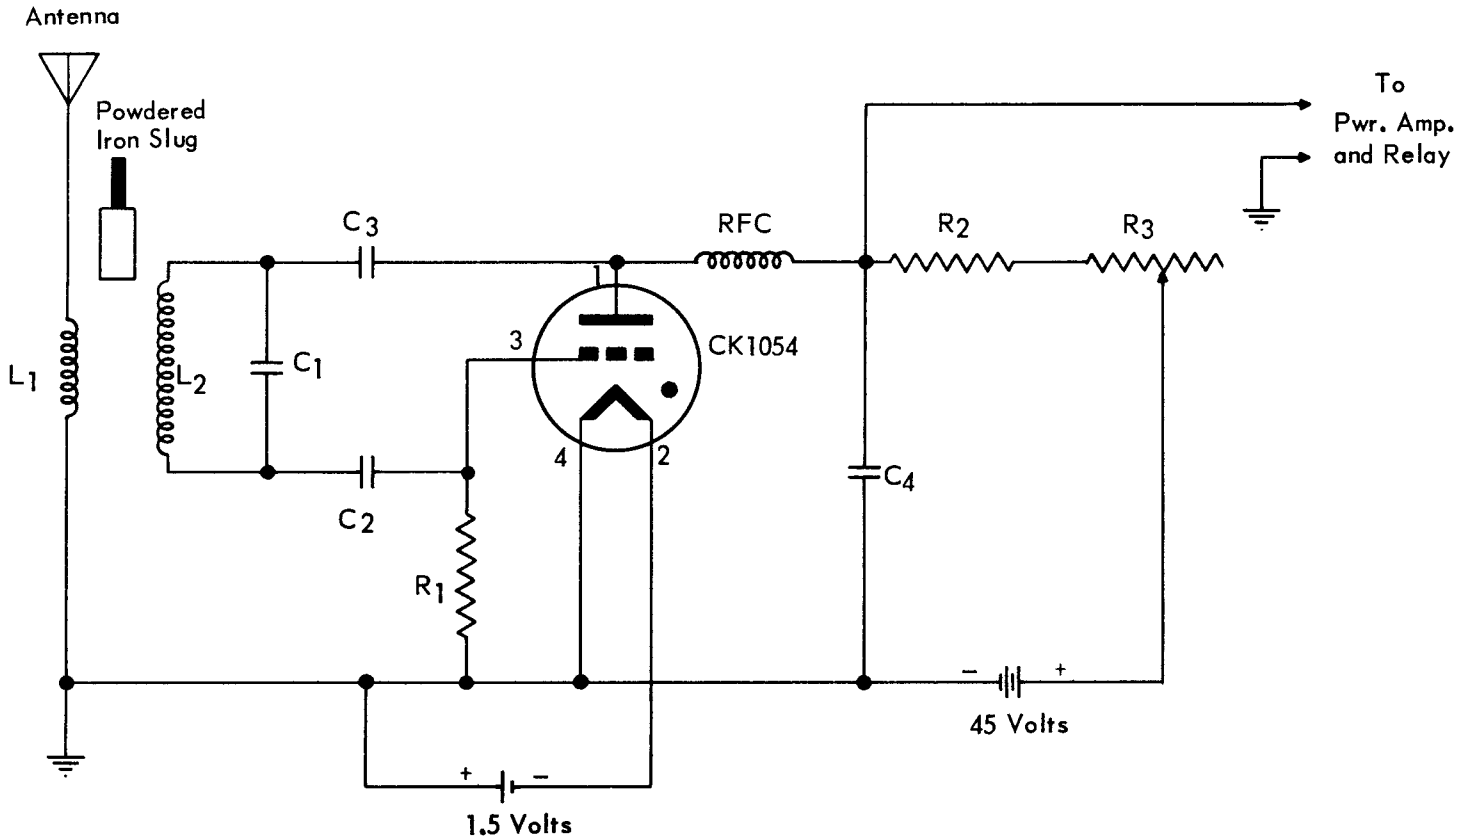 Antenna
Powdered
Iron Slug
To
Pwr. Amp.
and Relay
C3
RFC
R2
R3
1
3
CK1054
L1
L2
C1
4
2
C4
C2
R1
- +
45 Volts
+ -
1.5 Volts